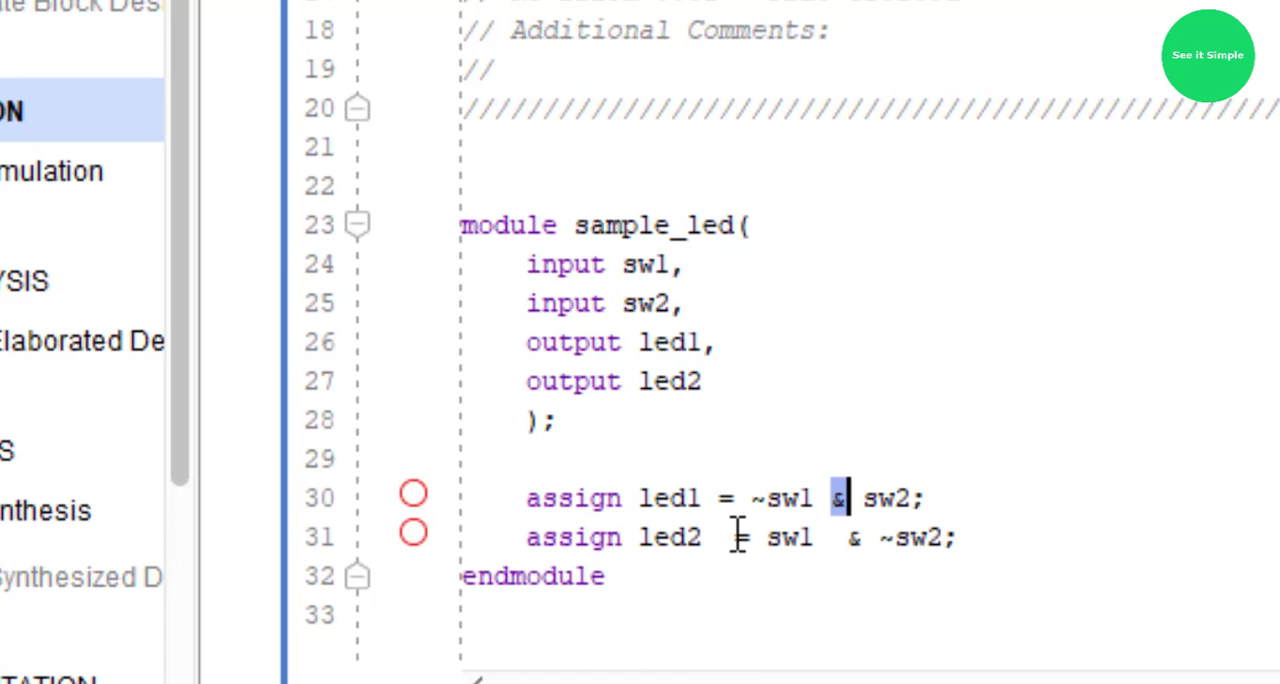 See it Simple
18 // Additional Comments:
19 //
20 ////////////////////////////////////////////////////
21
22
23 module sample_led(
24 input sw1,
25 input sw2,
26 output led1,
27 output led2
28 );
29
30 assign led1 = ~sw1 & sw2;
31 assign led2 = sw1 & ~sw2;
32 endmodule
33
ON
mulation
YSIS
Elaborated De
S
nthesis
Synthesized D